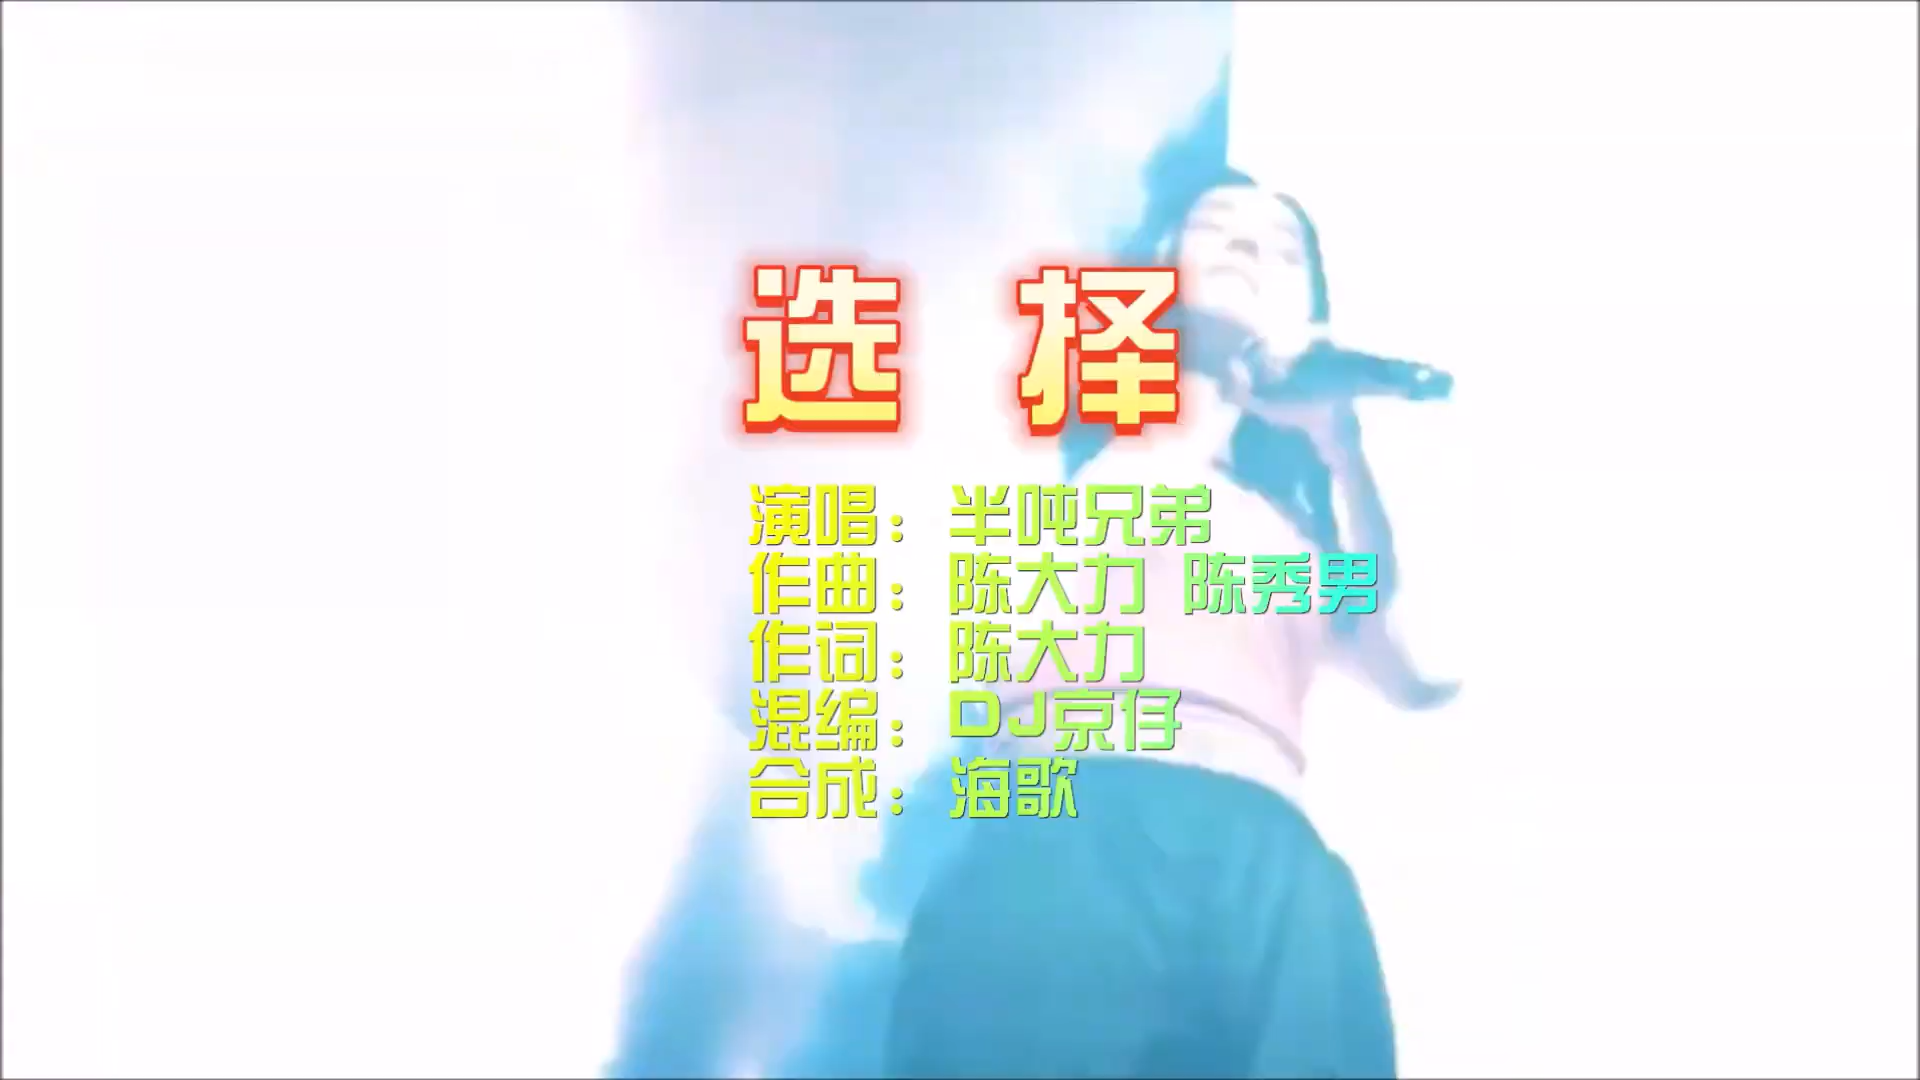 选 择
演唱：半吨兄弟
作曲：陈大力 陈秀男
作词：陈大力
混编：DJ京仔
合成：海歌